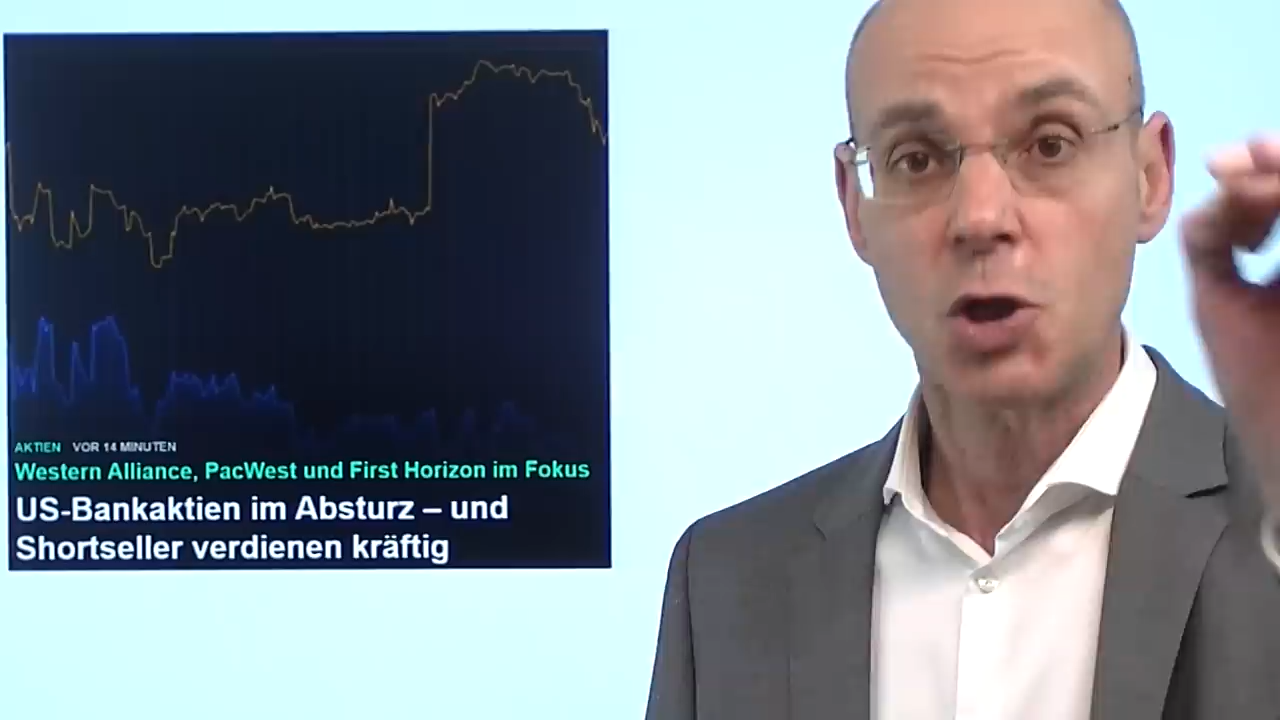 AKTIEN VOR 14 MINUTEN
Western Alliance, PacWest und First Horizon im Fokus
US-Bankaktien im Absturz – und
Shortseller verdienen kräftig